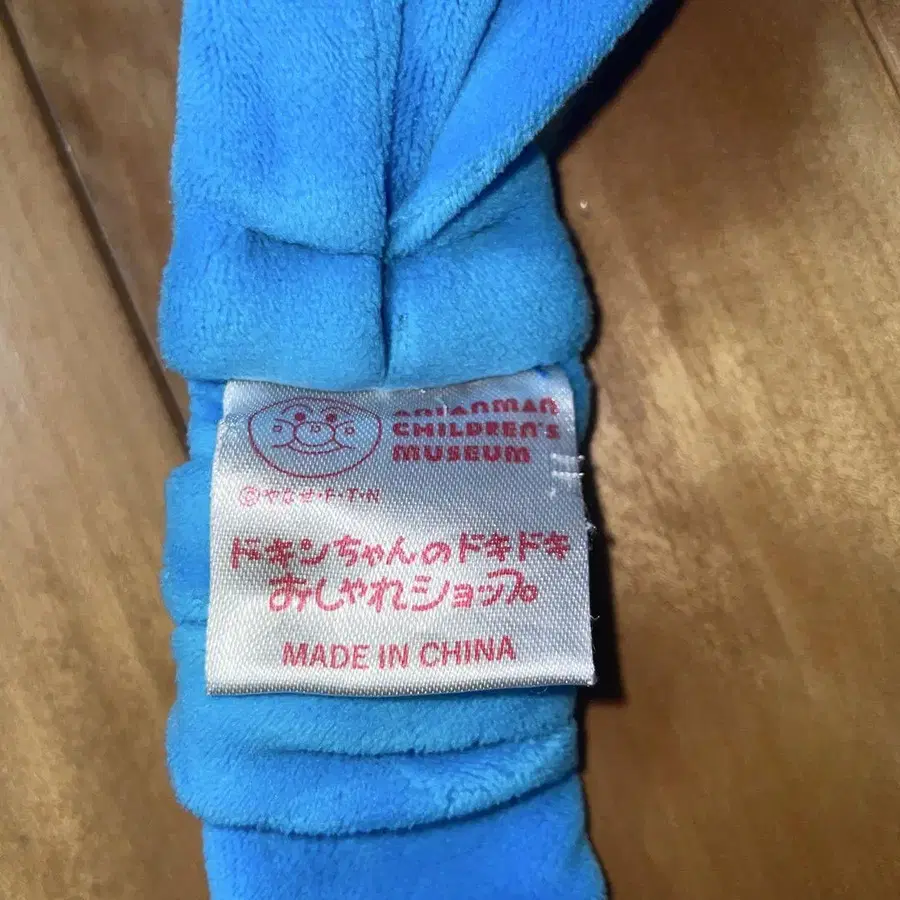 ANPANMAN
CHILDREN'S
MUSEUM
©やなせ・F・T・N
ドキンちゃんのドキドキ
おしゃれショップ。
MADE IN CHINA